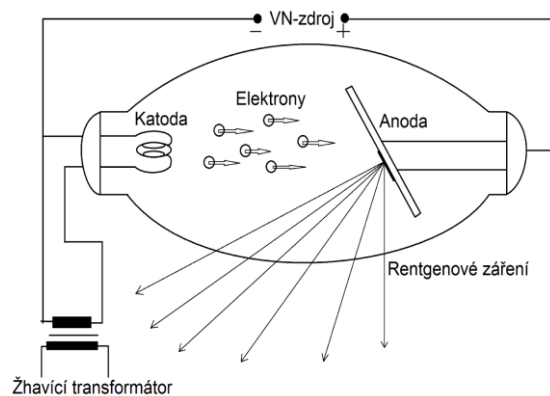 VN-zdroj
- +
Katoda
Elektrony
Anoda
Rentgenové záření
Žhavící transformátor